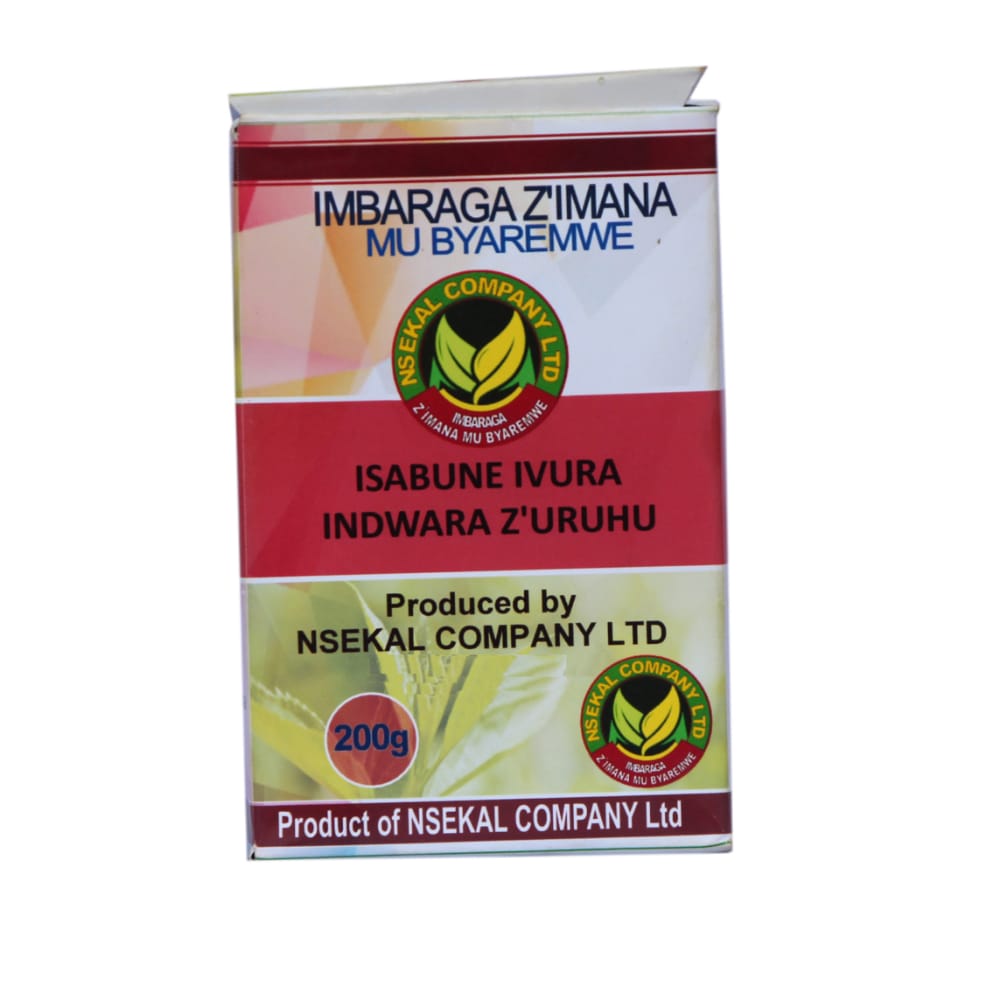 IMBARAGA Z'IMANA
MU BYAREMWE
NSEKAL COMPANY LTD
IMBARAGA
Z'IMANA MU BYAREMWE
ISABUNE IVURA
INDWARA Z'URUHU
Produced by
NSEKAL COMPANY LTD
NSEKAL COMPANY LTD
IMBARAGA
Z'IMANA MU BYAREMWE
200g
Product of NSEKAL COMPANY Ltd